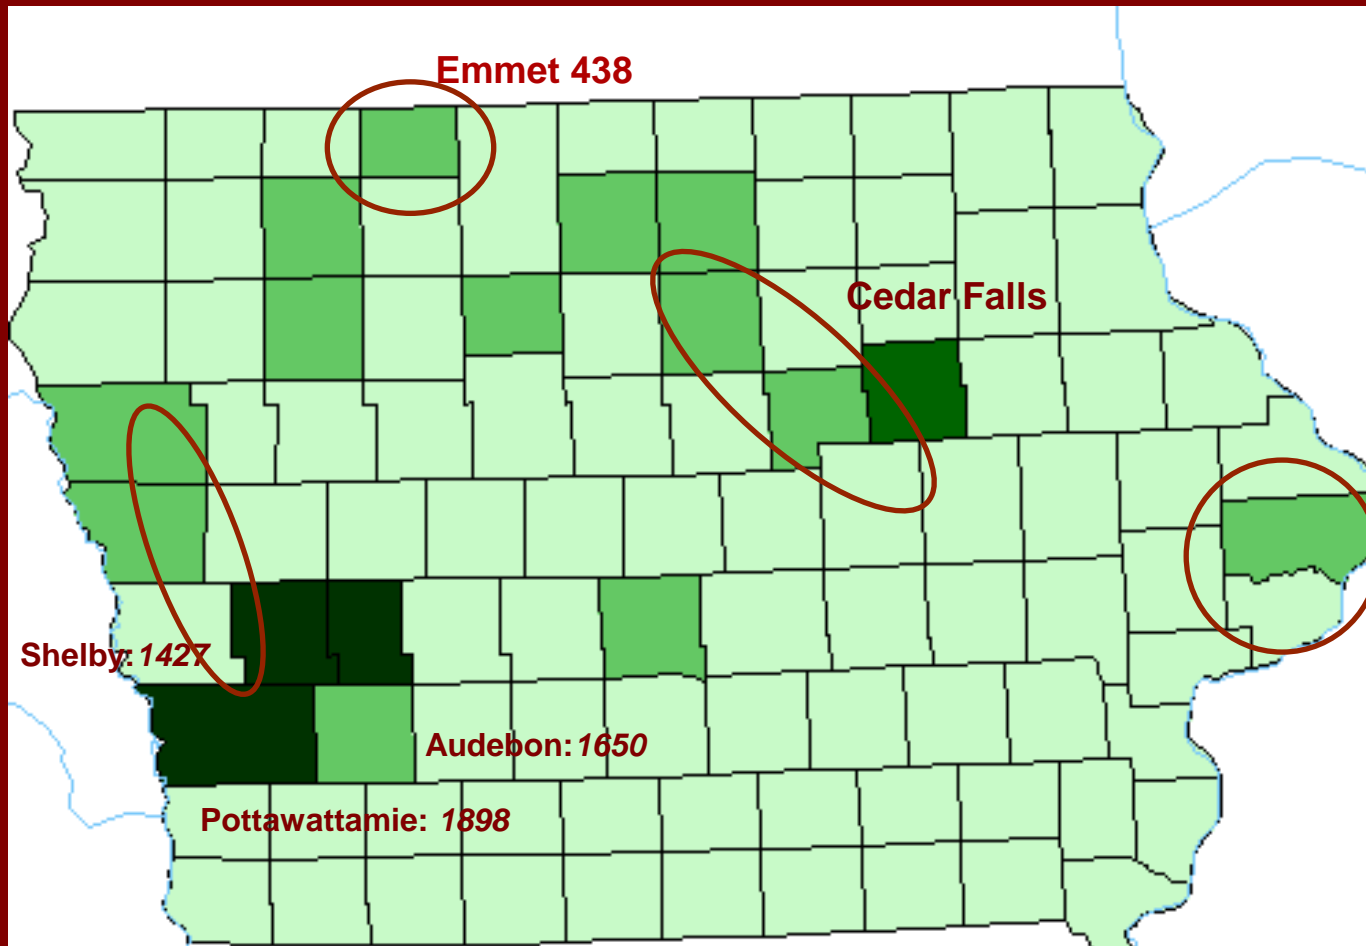 Emmet 438
Cedar Falls
Shelby: 1427
Audebon: 1650
Pottawattamie: 1898